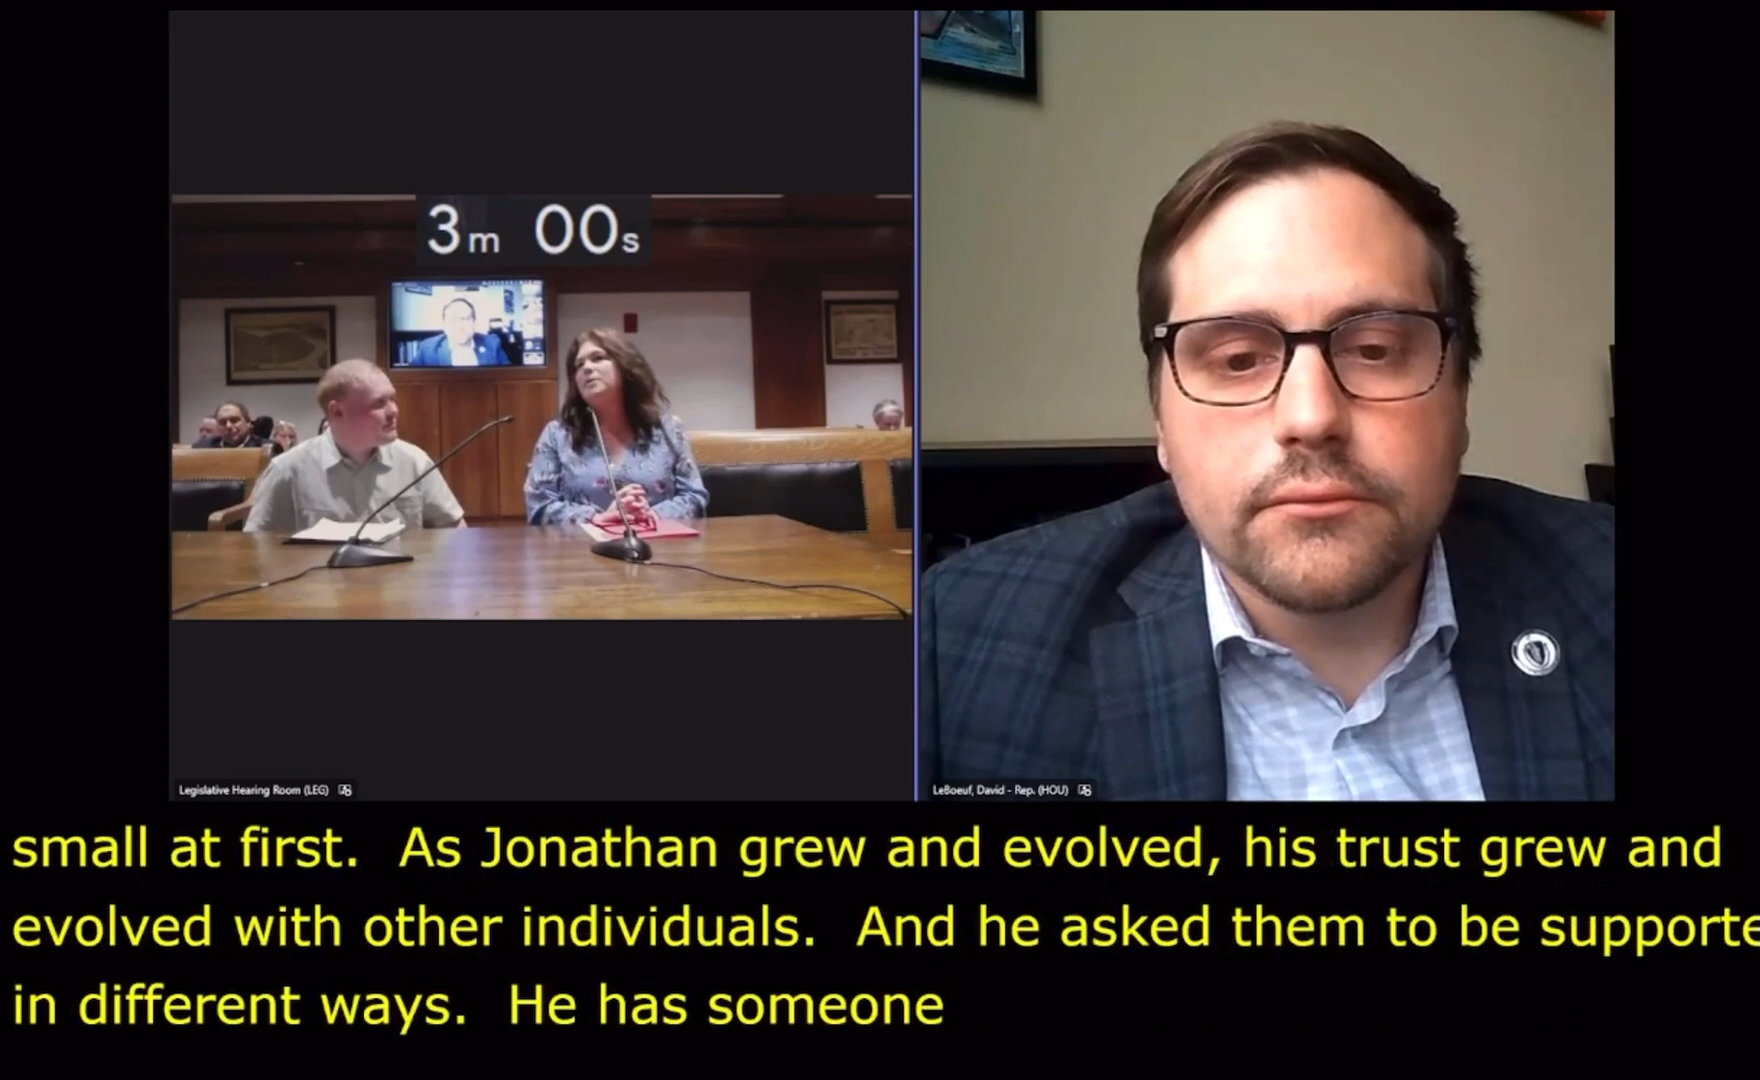 3m 00s
Legislative Hearing Room (LEG)
LeBoeuf, David - Rep. (HOU)
small at first. As Jonathan grew and evolved, his trust grew and
evolved with other individuals. And he asked them to be supporte
in different ways. He has someone